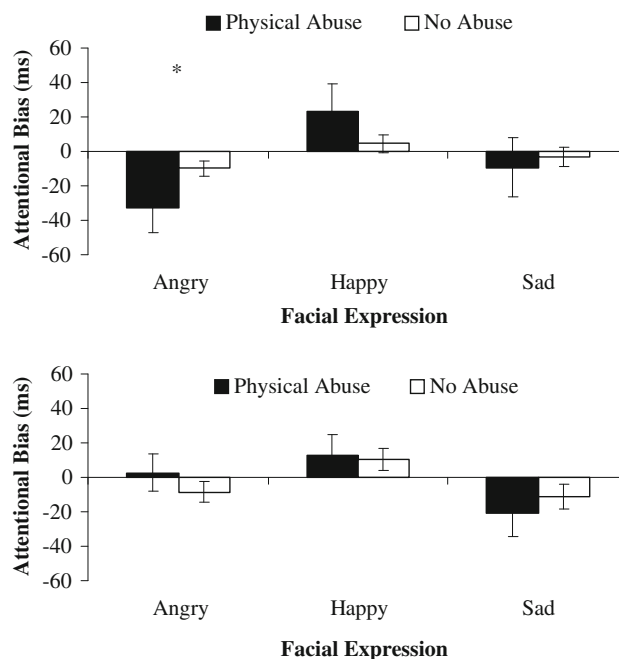 Physical Abuse No Abuse
60
*
40
20
0
-20
-40
-60
Attentional Bias (ms)
Angry Happy Sad
Facial Expression
Physical Abuse No Abuse
60
40
20
0
-20
-40
-60
Attentional Bias (ms)
Angry Happy Sad
Facial Expression